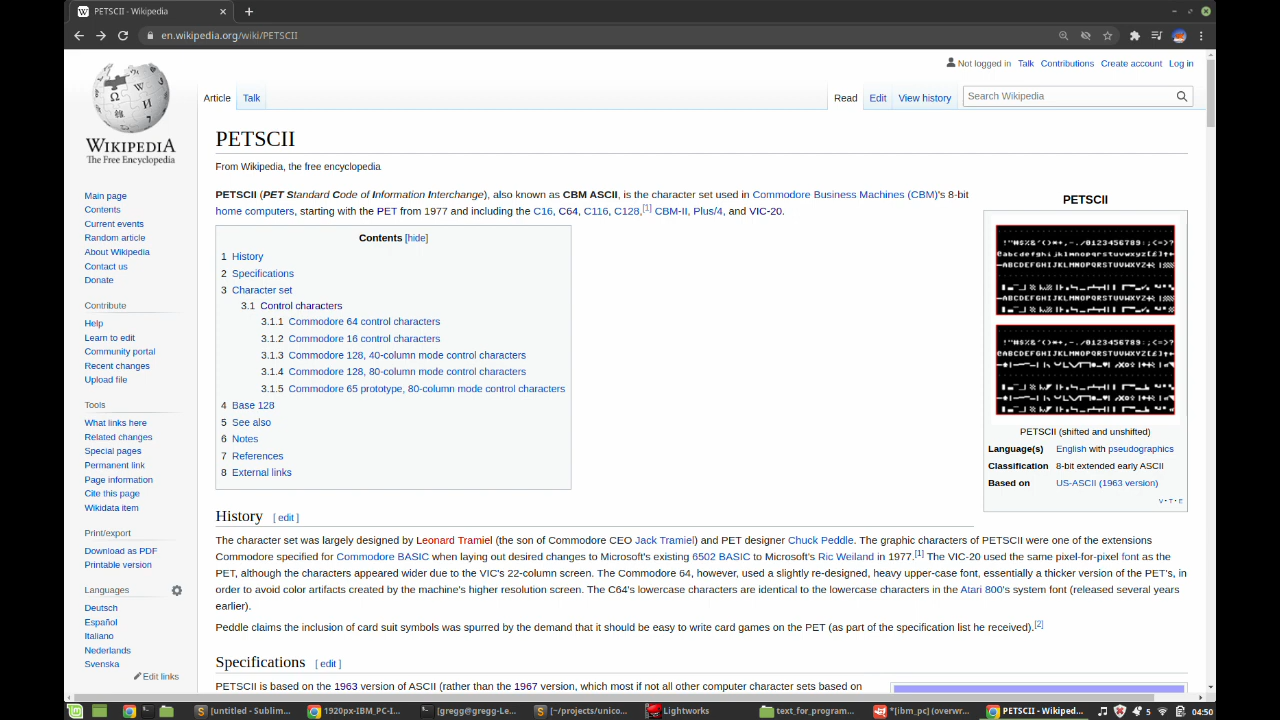 PETSCII - Wikipedia
en.wikipedia.org/wiki/PETSCII
Not logged in Talk Contributions Create account Log in
Article Talk
Read Edit View history Search Wikipedia
WIKIPEDIA
The Free Encyclopedia
Main page
Contents
Current events
Random article
About Wikipedia
Contact us
Donate
Contribute
Help
Learn to edit
Community portal
Recent changes
Upload file
Tools
What links here
Related changes
Special pages
Permanent link
Page information
Cite this page
Wikidata item
Print/export
Download as PDF
Printable version
Languages
Deutsch
Español
Italiano
Nederlands
Svenska
Edit links
PETSCII
From Wikipedia, the free encyclopedia
PETSCII (PET Standard Code of Information Interchange), also known as CBM ASCII, is the character set used in Commodore Business Machines (CBM)'s 8-bit
home computers, starting with the PET from 1977 and including the C16, C64, C116, C128,[1] CBM-II, Plus/4, and VIC-20.
Contents [hide]
1 History
2 Specifications
3 Character set
3.1 Control characters
3.1.1 Commodore 64 control characters
3.1.2 Commodore 16 control characters
3.1.3 Commodore 128, 40-column mode control characters
3.1.4 Commodore 128, 80-column mode control characters
3.1.5 Commodore 65 prototype, 80-column mode control characters
4 Base 128
5 See also
6 Notes
7 References
8 External links
PETSCII
!"#$%&'()*+,-./0123456789:;<=>?
@abcdefghijklmnopqrstuvwxyz[£]↑←
ABCDEFGHIJKLMNOPQRSTUVWXYZ
ABCDEFGHIJKLMNOPQRSTUVWXYZ
!"#$%&'()*+,-./0123456789:;<=>?
@ABCDEFGHIJKLMNOPQRSTUVWXYZ[£]↑←
PETSCII (shifted and unshifted)
Language(s) English with pseudographics
Classification 8-bit extended early ASCII
Based on US-ASCII (1963 version)
V · T · E
History [ edit ]
The character set was largely designed by Leonard Tramiel (the son of Commodore CEO Jack Tramiel) and PET designer Chuck Peddle. The graphic characters of PETSCII were one of the extensions
Commodore specified for Commodore BASIC when laying out desired changes to Microsoft's existing 6502 BASIC to Microsoft's Ric Weiland in 1977.[1] The VIC-20 used the same pixel-for-pixel font as the
PET, although the characters appeared wider due to the VIC's 22-column screen. The Commodore 64, however, used a slightly re-designed, heavy upper-case font, essentially a thicker version of the PET's, in
order to avoid color artifacts created by the machine's higher resolution screen. The C64's lowercase characters are identical to the lowercase characters in the Atari 800's system font (released several years
earlier).
Peddle claims the inclusion of card suit symbols was spurred by the demand that it should be easy to write card games on the PET (as part of the specification list he received).[2]
Specifications [ edit ]
PETSCII is based on the 1963 version of ASCII (rather than the 1967 version, which most if not all other computer character sets based on
[untitled] - Sublim... 1920px-IBM_PC-I... [gregg@gregg-Le... [~/projects/unico... Lightworks text_for_program... *[ibm_pc] (overwr... PETSCII - Wikiped... 5 04:50